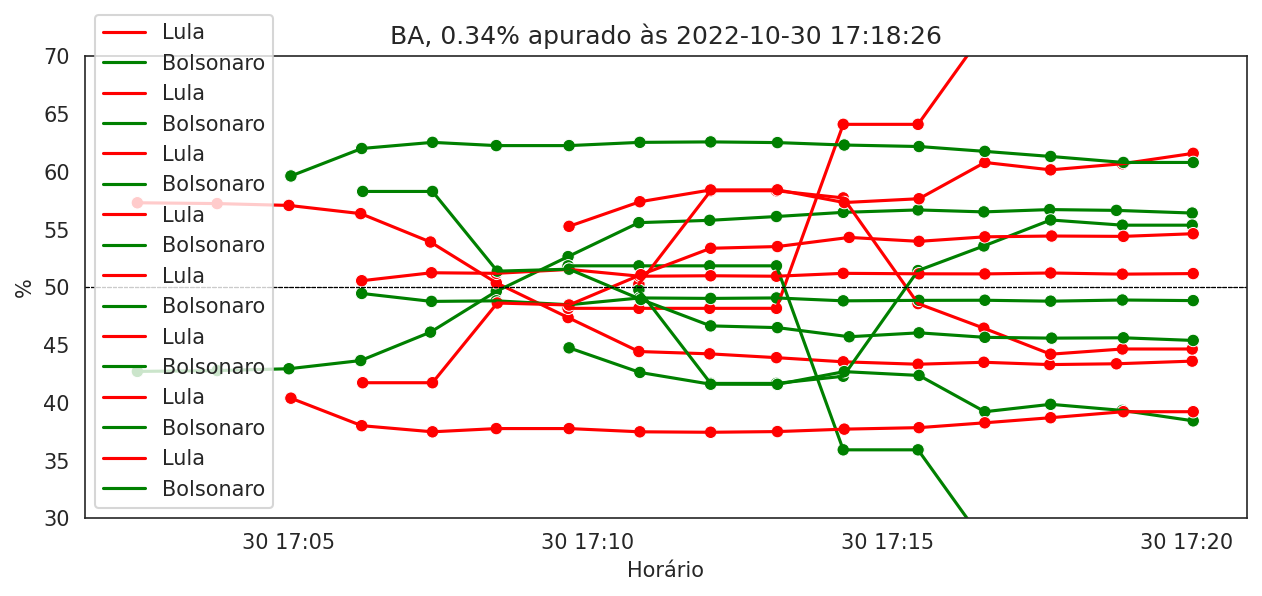 BA, 0.34% apurado às 2022-10-30 17:18:26
Lula
Bolsonaro
Lula
Bolsonaro
Lula
Bolsonaro
Lula
Bolsonaro
Lula
Bolsonaro
Lula
Bolsonaro
Lula
Bolsonaro
Lula
Bolsonaro
%
70
65
60
55
50
45
40
35
30
30 17:05
30 17:10
30 17:15
30 17:20
Horário